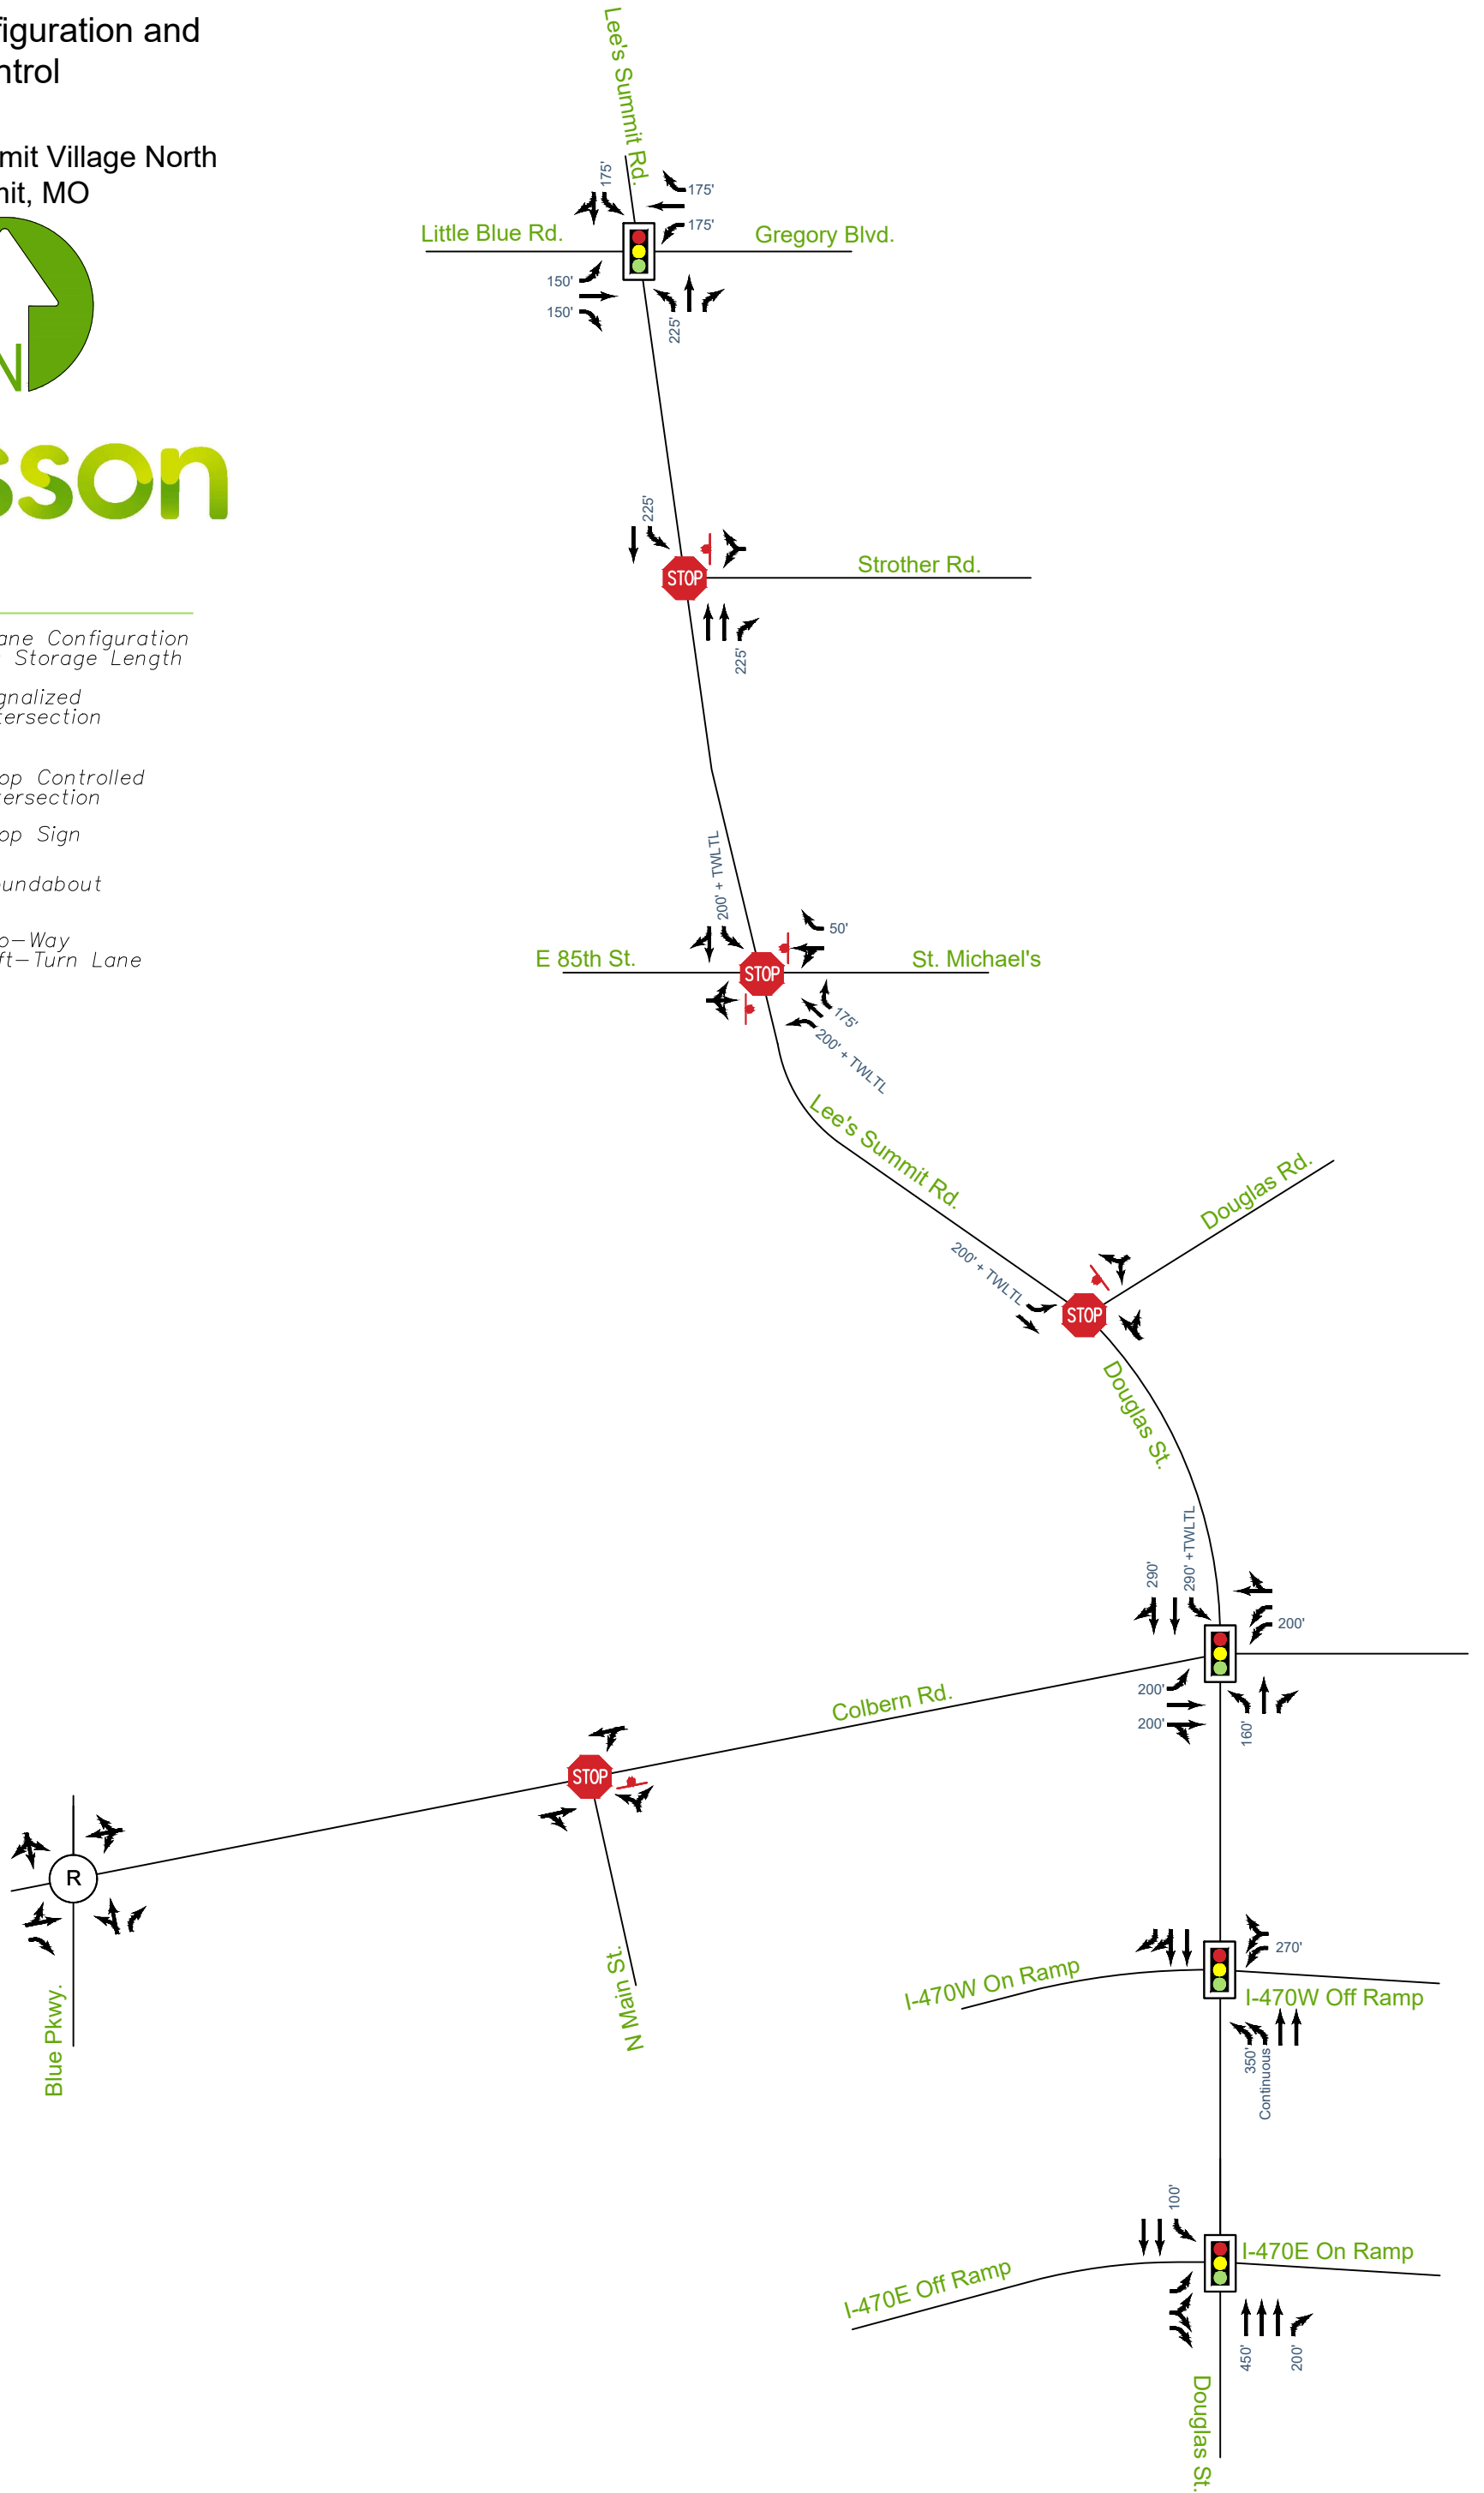 figuration and
ntrol
mit Village North
nit, MO
N
sson
ane Configuration
Storage Length
gnalized
tersection
op Controlled
tersection
op Sign
oundabout
o-Way
ft-Turn Lane
Lee's Summit Rd.
175'
175'
175'
Little Blue Rd.
Gregory Blvd.
150'
150'
225'
225'
STOP
Strother Rd.
225'
200' + TWLTL
50'
E 85th St.
STOP
St. Michael's
175'
200' + TWLTL
Lee's Summit Rd.
Douglas Rd.
200' + TWLTL
STOP
Douglas St.
290'
290' +TWLTL
200'
200'
200'
160'
Colbern Rd.
STOP
R
Blue Pkwy.
N Main St.
270'
I-470W On Ramp
I-470W Off Ramp
350'
Continuous
100'
I-470E On Ramp
I-470E Off Ramp
450'
200'
Douglas St.